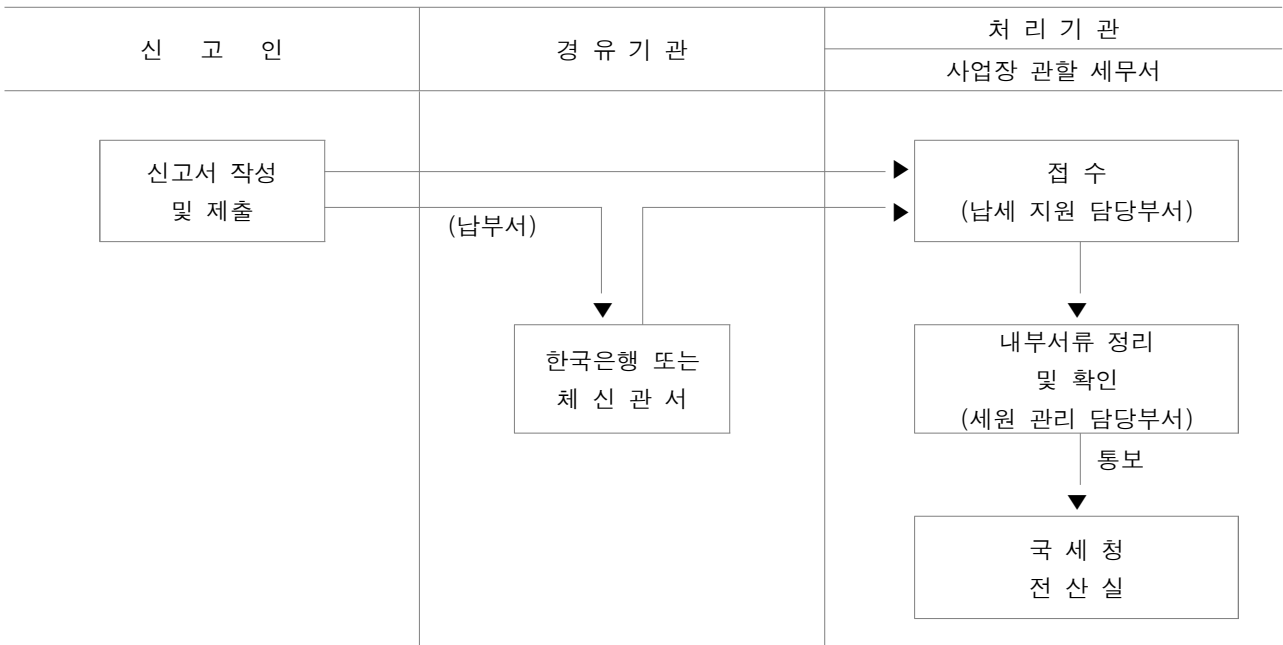 신 고 인
경 유 기 관
처 리 기 관
사업장 관할 세무서
신고서 작성
및 제출
(납부서)
접 수
(납세 지원 담당부서)
한국은행 또는
체 신 관 서
내부서류 정리
및 확인
(세원 관리 담당부서)
통보
국 세 청
전 산 실